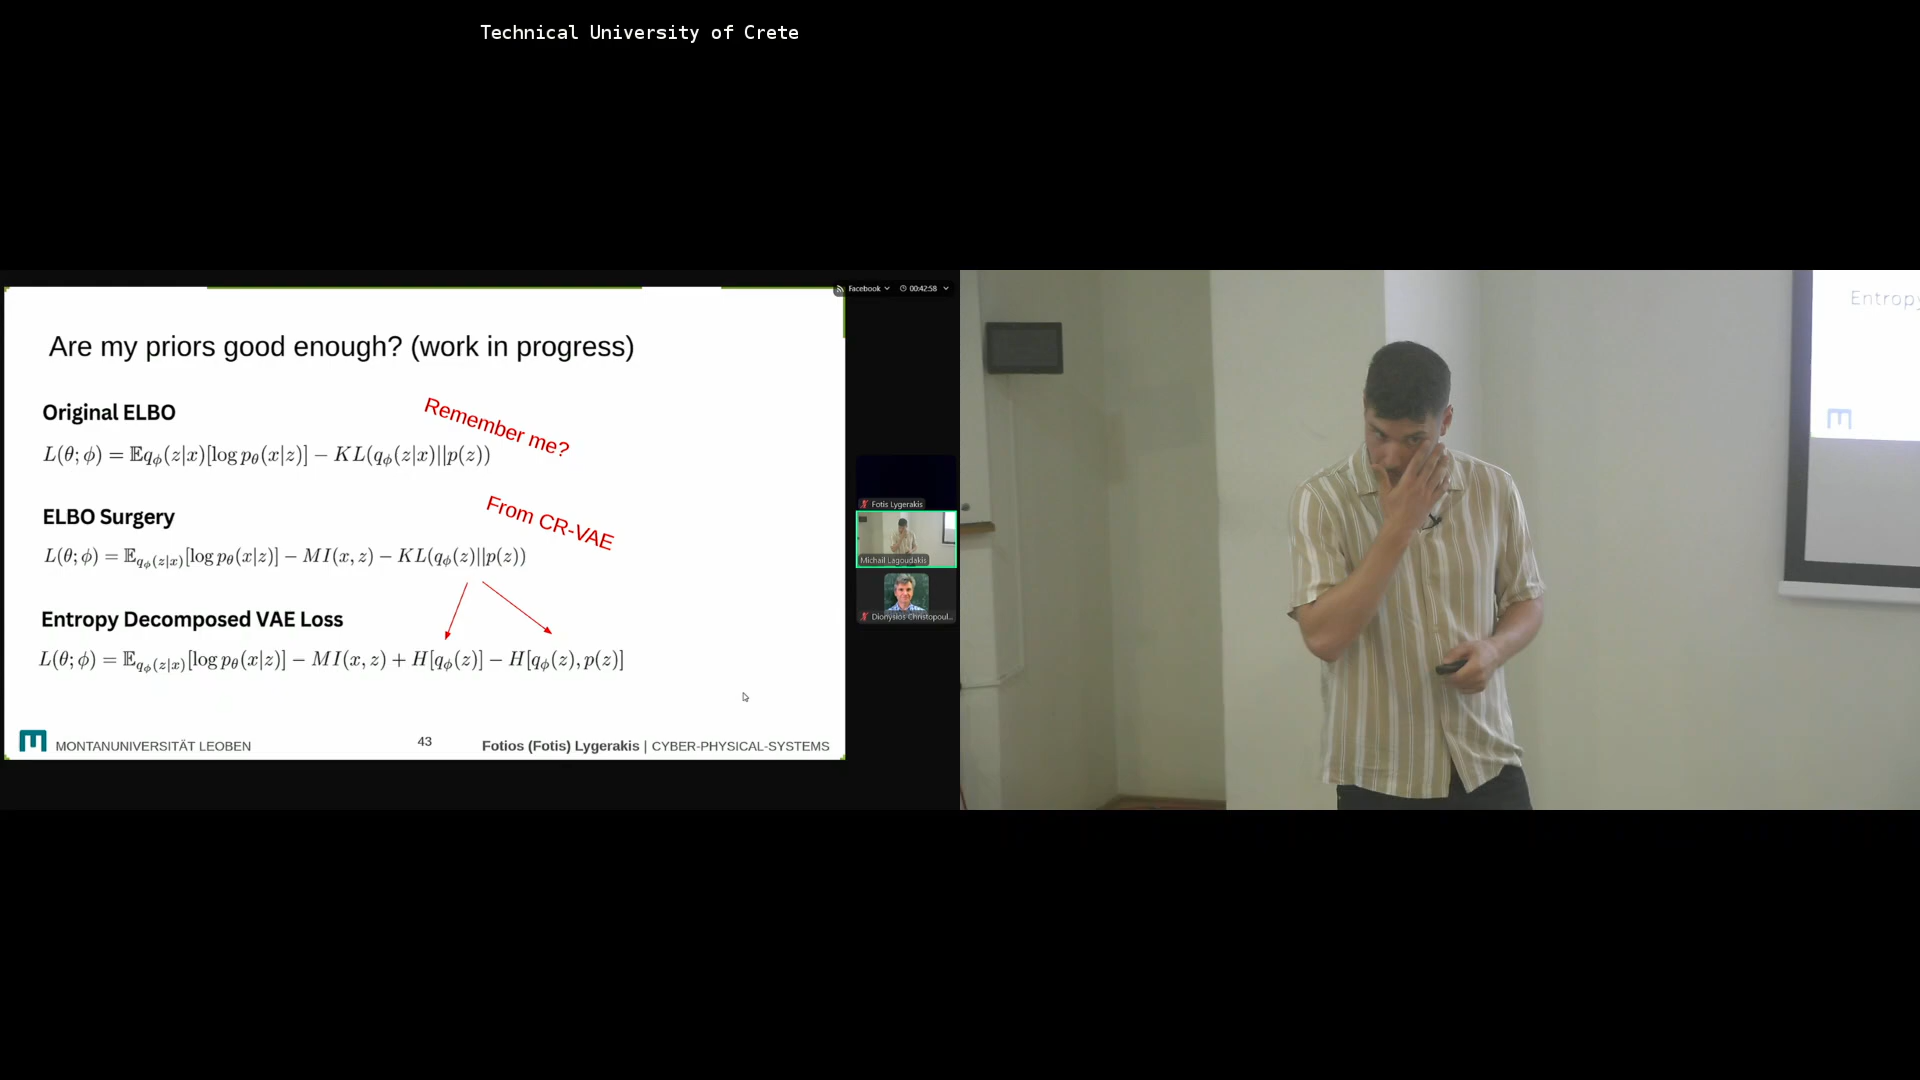 Technical University of Crete
Facebook
00:42:58
Are my priors good enough? (work in progress)
Remember me?
Original ELBO
L(θ;ϕ) = 𝔼q_ϕ(z|x)[log p_θ(x|z)] − KL(q_ϕ(z|x)||p(z))
From CR-VAE
ELBO Surgery
L(θ;ϕ) = 𝔼_{q_ϕ(z|x)}[log p_θ(x|z)] − MI(x, z) − KL(q_ϕ(z)||p(z))
Entropy Decomposed VAE Loss
L(θ;ϕ) = 𝔼_{q_ϕ(z|x)}[log p_θ(x|z)] − MI(x, z) + H[q_ϕ(z)] − H[q_ϕ(z), p(z)]
MONTANUNIVERSITÄT LEOBEN
43
Fotios (Fotis) Lygerakis | CYBER-PHYSICAL-SYSTEMS
Fotis Lygerakis
Michail Lagoudakis
Dionysios Christopoul...
Entropy